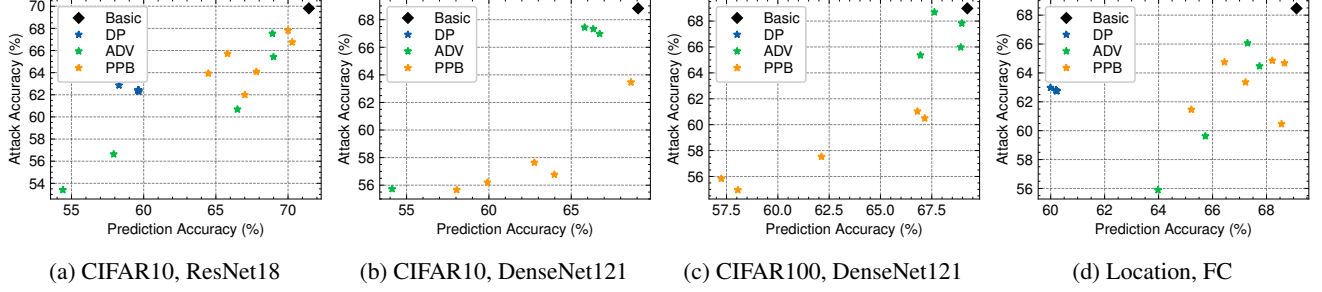 Attack Accuracy (%)
70
68
66
64
62
60
58
56
54
Basic
DP
ADV
PPB
55
60
65
70
Prediction Accuracy (%)
(a) CIFAR10, ResNet18
Attack Accuracy (%)
68
66
64
62
60
58
56
Basic
DP
ADV
PPB
55
60
65
Prediction Accuracy (%)
(b) CIFAR10, DenseNet121
Attack Accuracy (%)
68
66
64
62
60
58
56
Basic
DP
ADV
PPB
57.5
60.0
62.5
65.0
67.5
Prediction Accuracy (%)
(c) CIFAR100, DenseNet121
Attack Accuracy (%)
68
66
64
62
60
58
56
Basic
DP
ADV
PPB
60
62
64
66
68
Prediction Accuracy (%)
(d) Location, FC